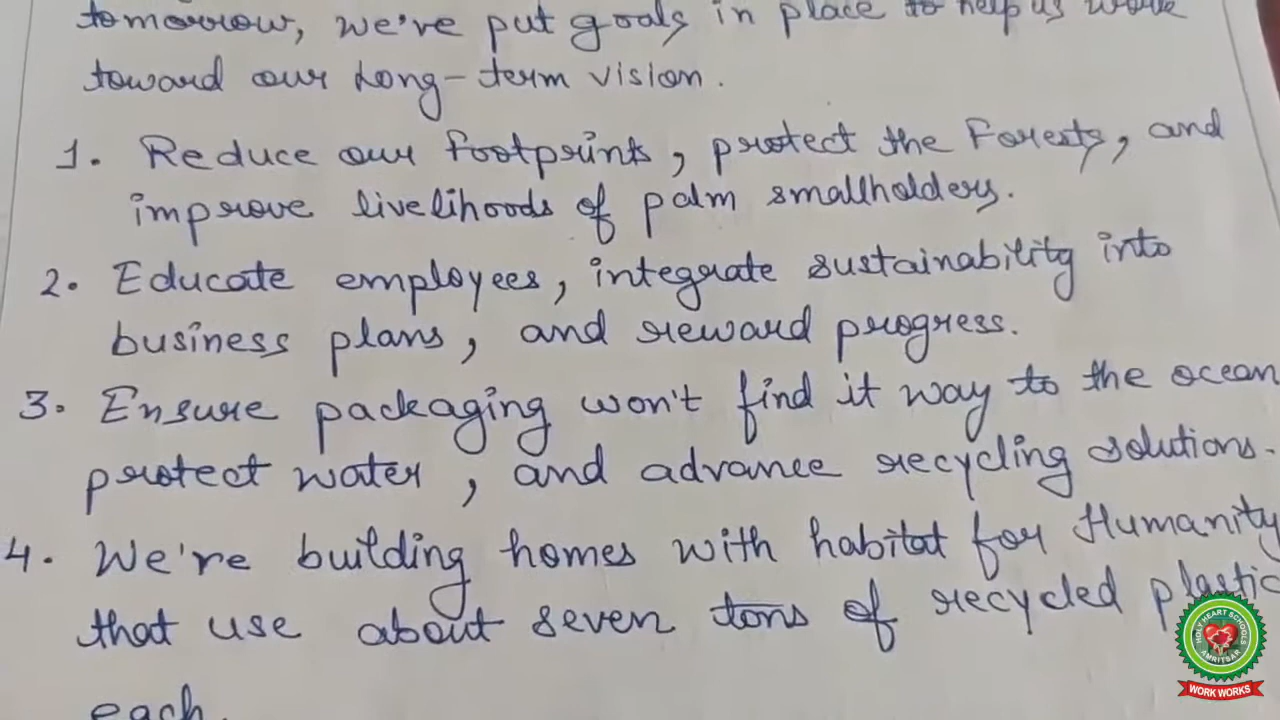 tomorrow, we've put goals in place to help us work
toward our Long-term vision.
1. Reduce our footprints, protect the Forests, and
improve livelihoods of palm smallholders.
2. Educate employees, integrate sustainability into
business plans, and reward progress.
3. Ensure packaging won't find it way to the ocean
protect water, and advance recycling solutions.
4. We're building homes with habitat for Humanity
that use about seven tons of recycled plastic
each.
HOLY HEART SCHOOLS
AMRITSAR
WORK WORKS